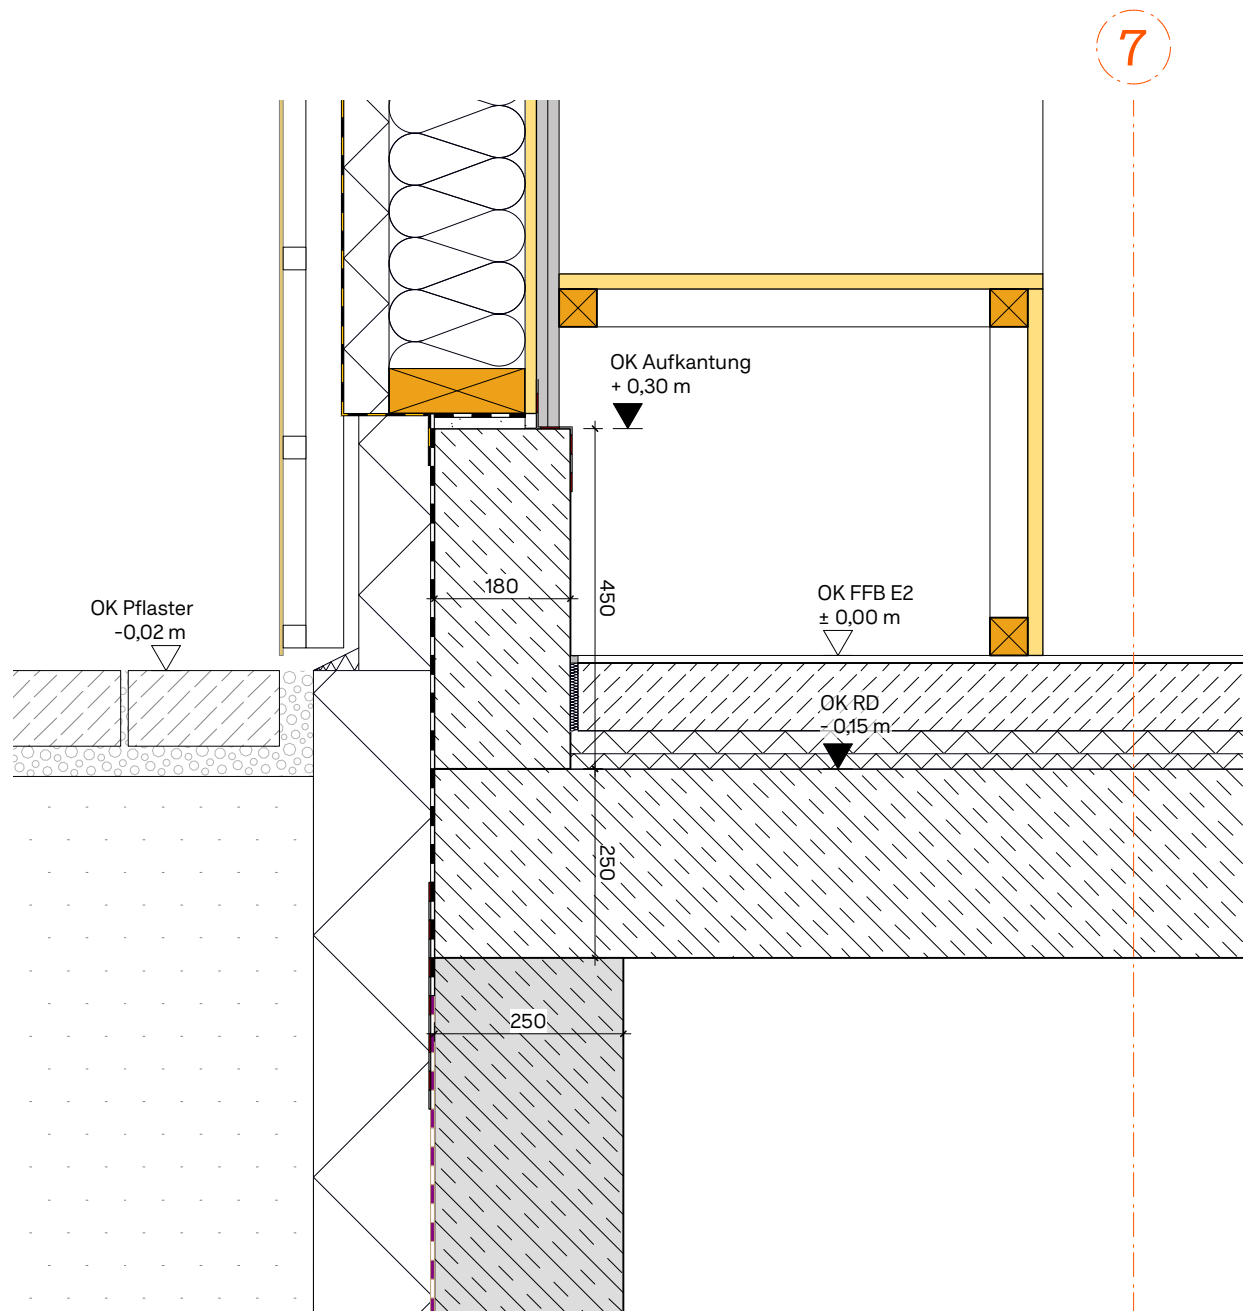 7
OK Aufkantung
+ 0,30 m
180
450
OK Pflaster
-0,02 m
OK FFB E2
± 0,00 m
OK RD
- 0,15 m
250
250